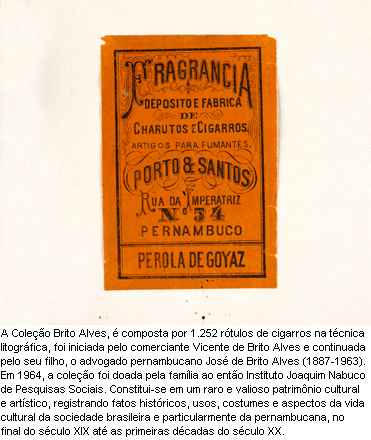 FRAGRANCIA
DEPOSITO E FABRICA
DE
CHARUTOS E CIGARROS,
ARTIGOS PARA FUMANTES.
PORTO & SANTOS
RUA DA IMPERATRIZ
No 54
PERNAMBUCO
PEROLA DE GOYAZ
A Coleção Brito Alves, é composta por 1.252 rótulos de cigarros na técnica
litográfica, foi iniciada pelo comerciante Vicente de Brito Alves e continuada
pelo seu filho, o advogado pernambucano José de Brito Alves (1887-1963).
Em 1964, a coleção foi doada pela família ao então Instituto Joaquim Nabuco
de Pesquisas Sociais. Constitui-se em um raro e valioso patrimônio cultural
e artístico, registrando fatos históricos, usos, costumes e aspectos da vida
cultural da sociedade brasileira e particularmente da pernambucana, no
final do século XIX até as primeiras décadas do século XX.